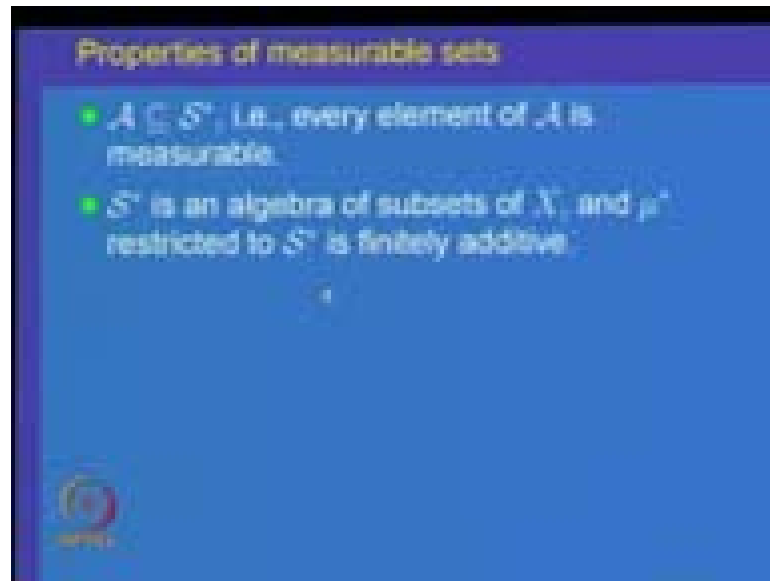 Properties of measurable sets
𝒜 ⊆ 𝒮*, i.e., every element of 𝒜 is
measurable.
𝒮* is an algebra of subsets of X, and μ*
restricted to 𝒮* is finitely additive